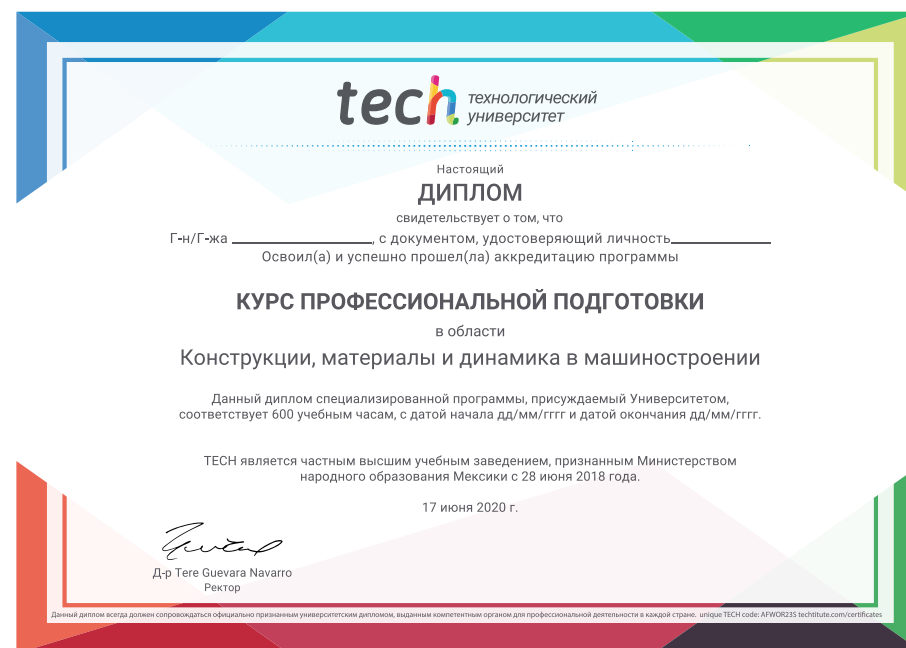 tech технологический
университет
Настоящий
ДИПЛОМ
свидетельствует о том, что
Г-н/Г-жа ____________________, с документом, удостоверяющий личность______________
Освоил(а) и успешно прошел(ла) аккредитацию программы
КУРС ПРОФЕССИОНАЛЬНОЙ ПОДГОТОВКИ
в области
Конструкции, материалы и динамика в машиностроении
Данный диплом специализированной программы, присуждаемый Университетом,
соответствует 600 учебным часам, с датой начала дд/мм/гггг и датой окончания дд/мм/гггг.
TECH является частным высшим учебным заведением, признанным Министерством
народного образования Мексики с 28 июня 2018 года.
17 июня 2020 г.
Д-р Tere Guevara Navarro
Ректор
Данный диплом всегда должен сопровождаться официально признанным университетским дипломом, выданным компетентным органом для профессиональной деятельности в каждой стране. unique TECH code: AFWOR23S techtitute.com/certificates